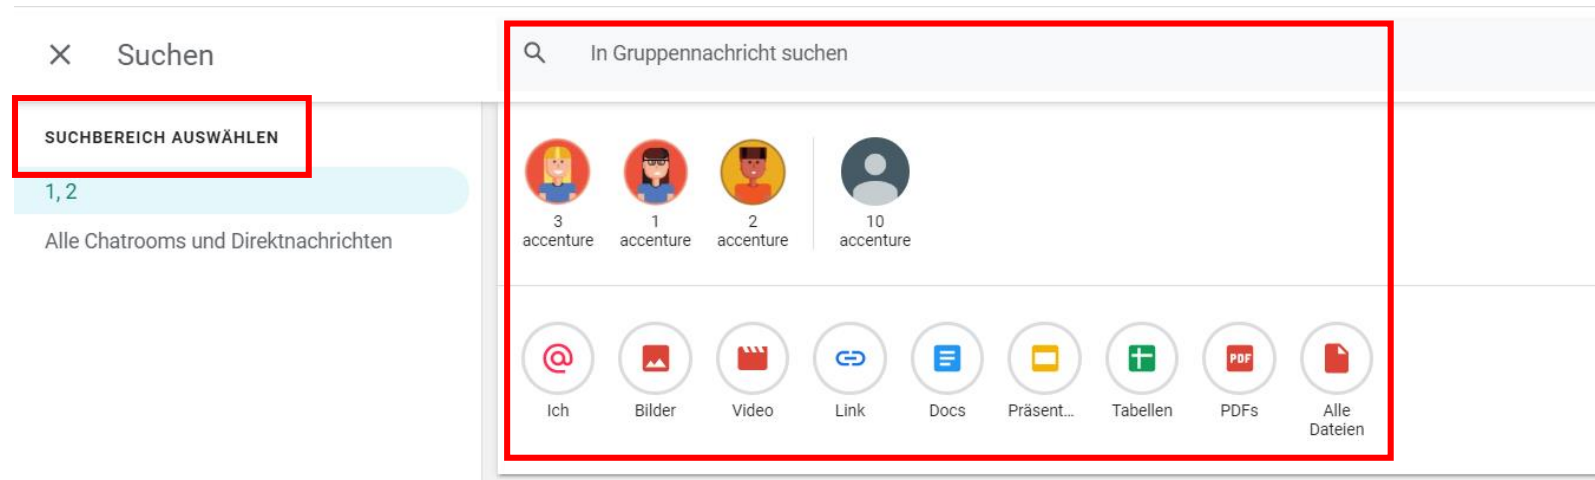 Suchen
In Gruppennachricht suchen
SUCHBEREICH AUSWÄHLEN
1, 2
Alle Chatrooms und Direktnachrichten
3
accenture
1
accenture
2
accenture
10
accenture
Ich
Bilder
Video
Link
Docs
Präsent...
Tabellen
PDF
PDFs
Alle
Dateien